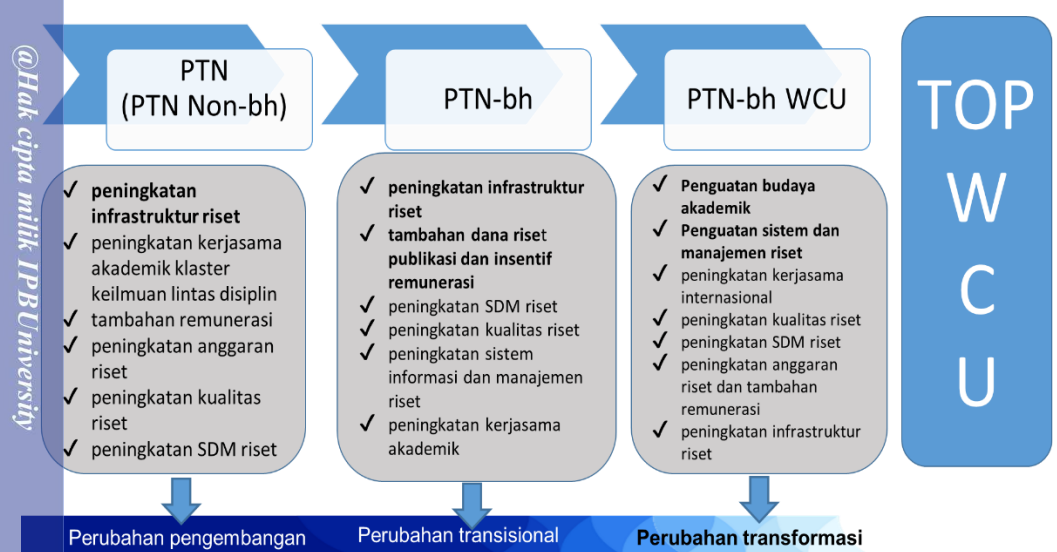 @Hak cipta milik IPBUniversity
PTN
(PTN Non-bh)
✓ peningkatan
infrastruktur riset
✓ peningkatan kerjasama
akademik klaster
keilmuan lintas disiplin
✓ tambahan remunerasi
✓ peningkatan anggaran
riset
✓ peningkatan kualitas
riset
✓ peningkatan SDM riset
Perubahan pengembangan
PTN-bh
✓ peningkatan infrastruktur
riset
✓ tambahan dana riset
publikasi dan insentif
remunerasi
✓ peningkatan SDM riset
✓ peningkatan kualitas riset
✓ peningkatan sistem
informasi dan manajemen
riset
✓ peningkatan kerjasama
akademik
Perubahan transisional
PTN-bh WCU
✓ Penguatan budaya
akademik
✓ Penguatan sistem dan
manajemen riset
✓ peningkatan kerjasama
internasional
✓ peningkatan kualitas riset
✓ peningkatan SDM riset
✓ peningkatan anggaran
riset dan tambahan
remunerasi
✓ peningkatan infrastruktur
riset
Perubahan transformasi
TOP
W
C
U